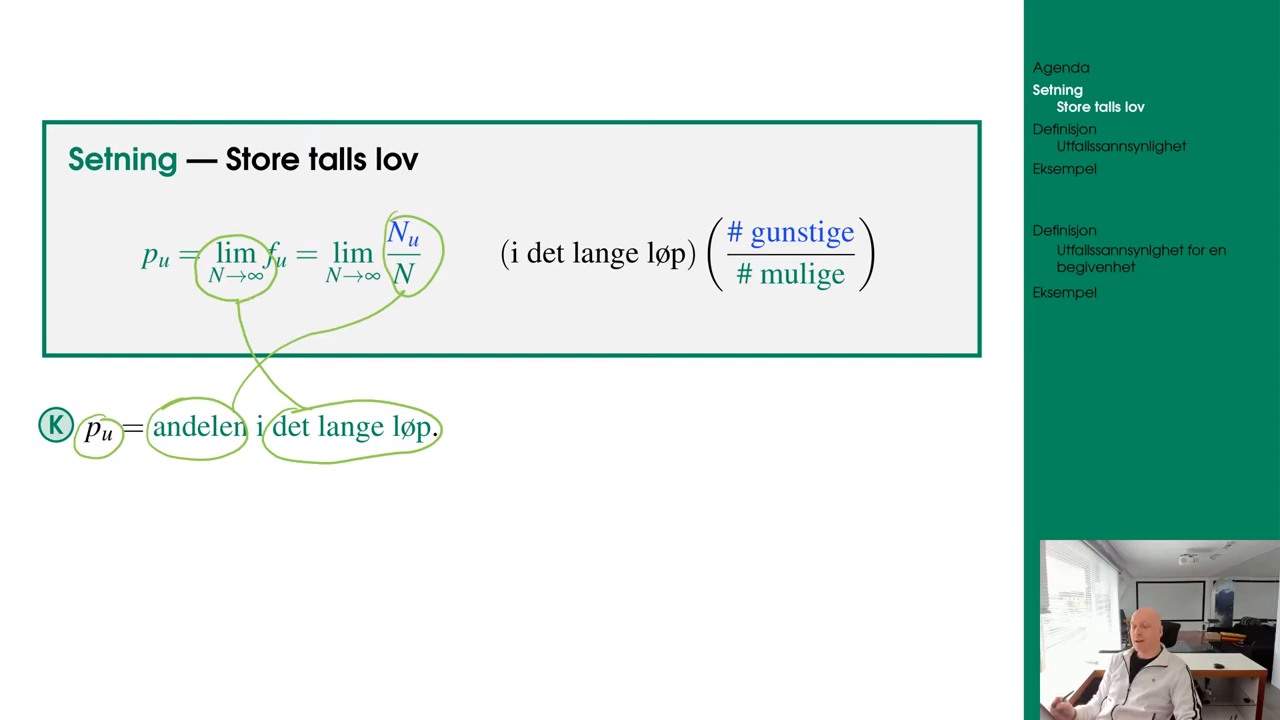 Setning — Store talls lov
p_u = lim_{N→∞} f_u = lim_{N→∞} N_u / N (i det lange løp) ( # gunstige / # mulige )
K p_u = andelen i det lange løp.
Agenda
Setning
Store talls lov
Definisjon
Utfallssannsynlighet
Eksempel
Definisjon
Utfallssannsynlghet for en
begivenhet
Eksempel